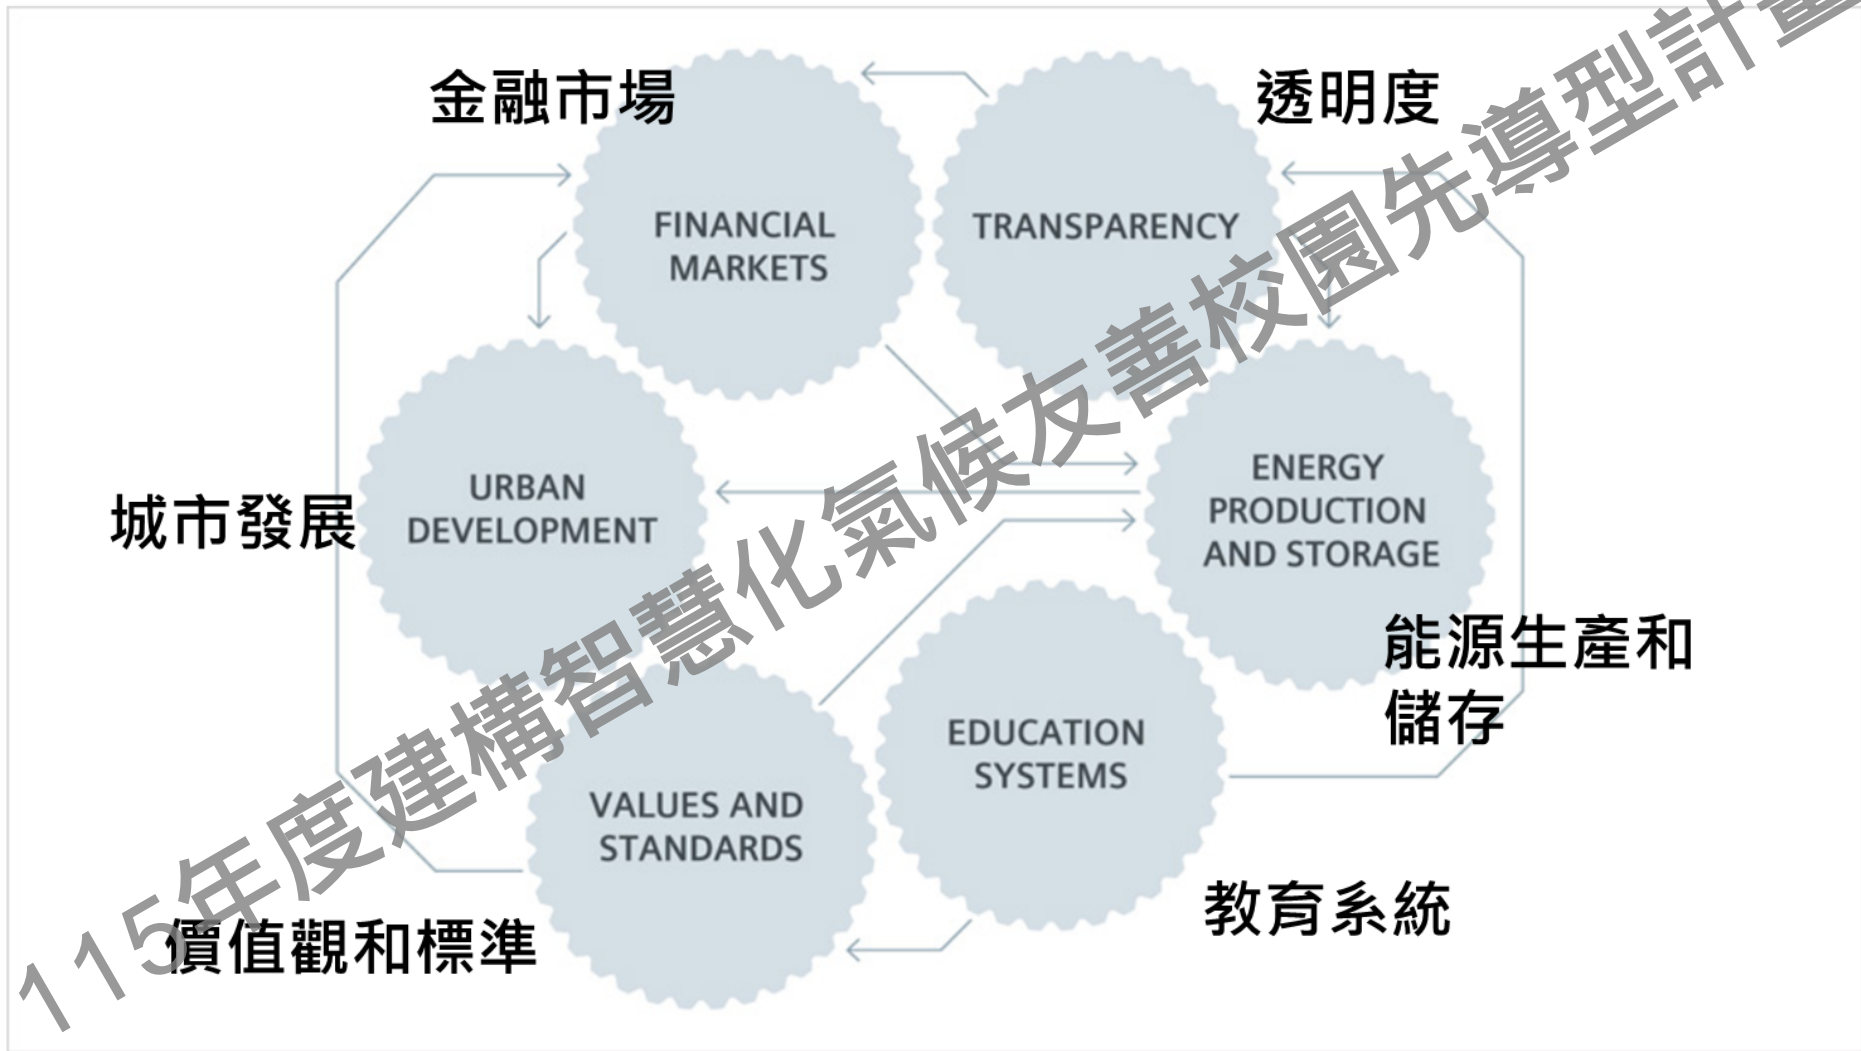 金融市場
透明度
FINANCIAL
MARKETS
TRANSPARENCY
城市發展
URBAN
DEVELOPMENT
ENERGY
PRODUCTION
AND STORAGE
能源生產和
儲存
EDUCATION
SYSTEMS
VALUES AND
STANDARDS
教育系統
價值觀和標準
115年度建構智慧化氣候友善校園先導型計畫